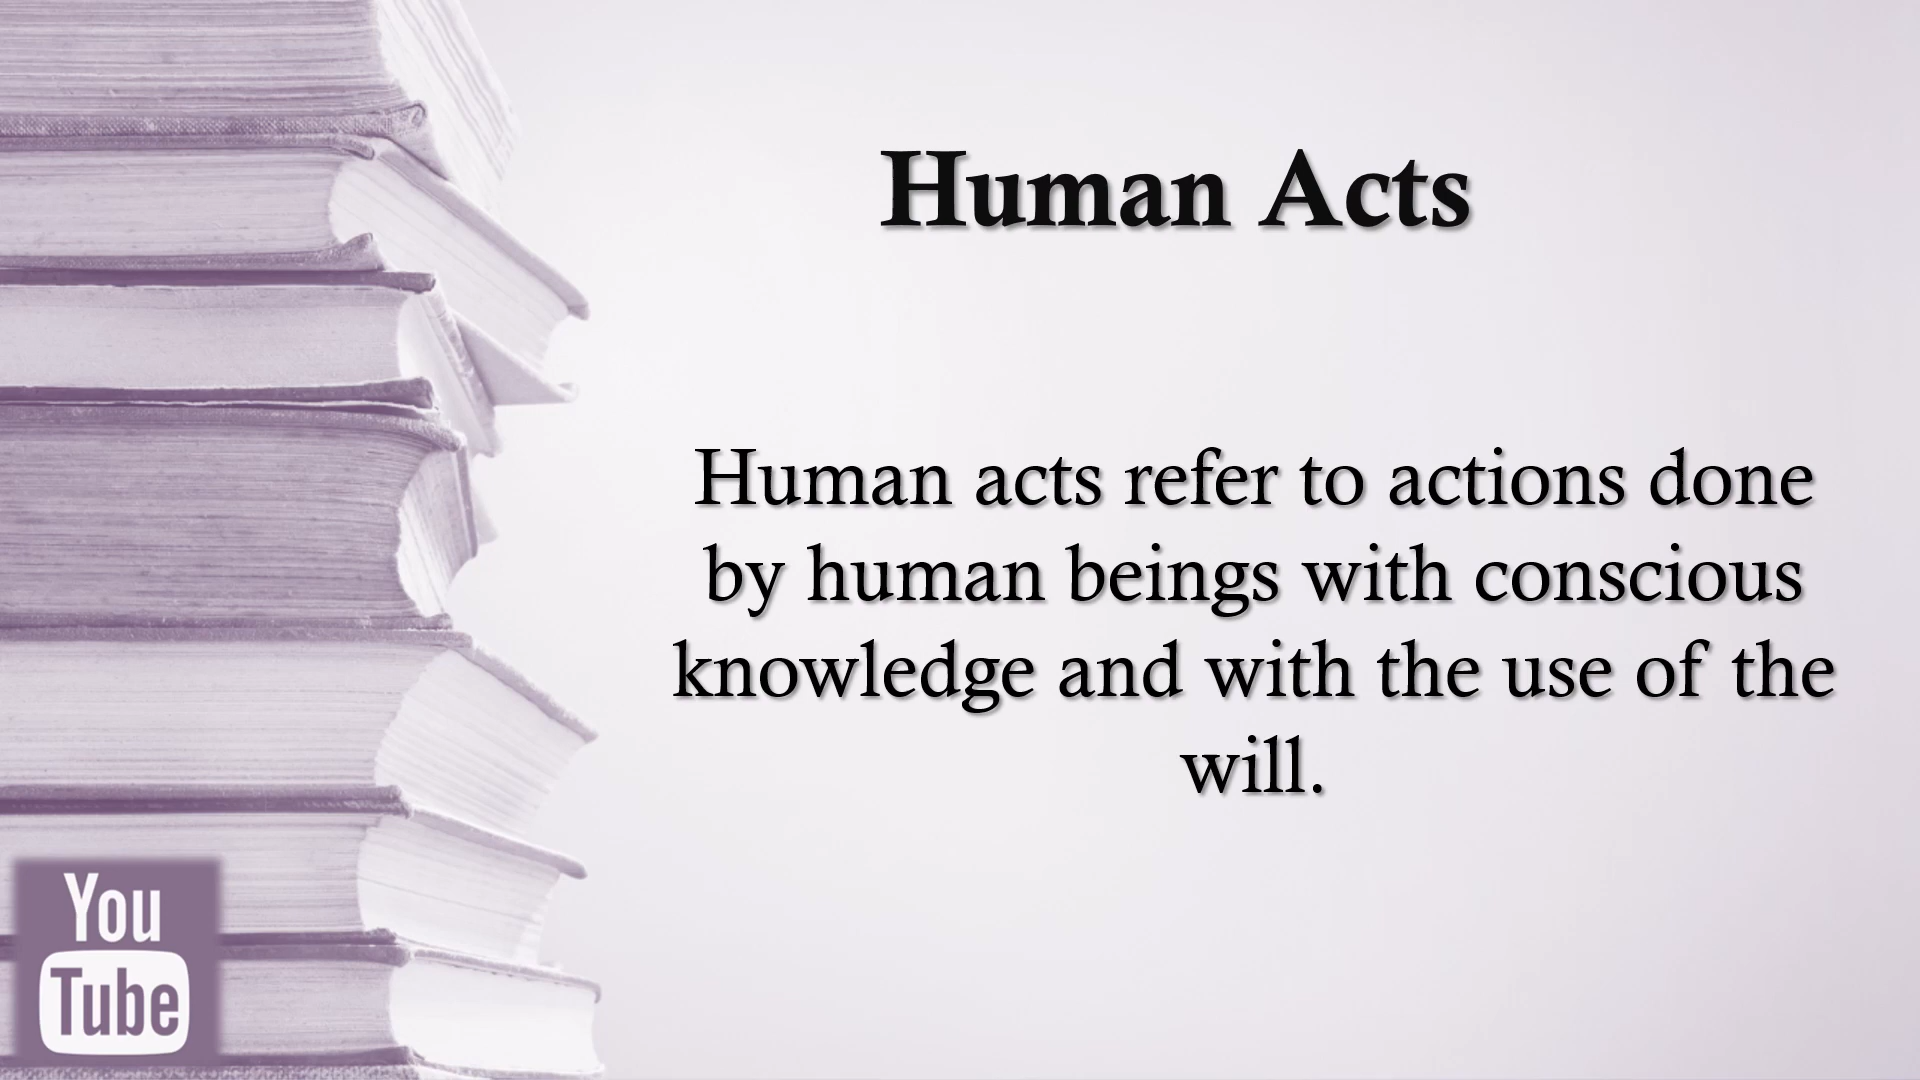 Human Acts
Human acts refer to actions done
by human beings with conscious
knowledge and with the use of the
will.
You
Tube